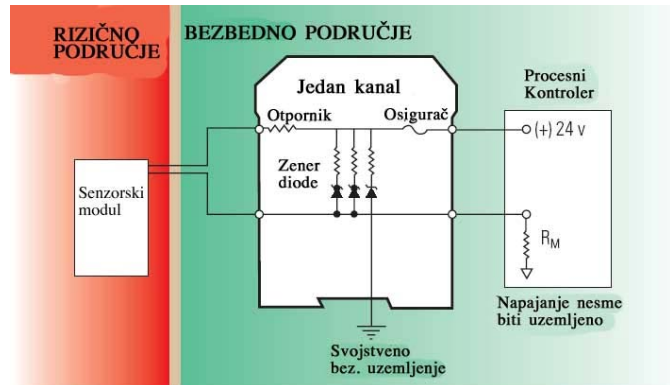 RIZIČNO
PODRUČJE
BEZBEDNO PODRUČJE
Jedan kanal
Otpornik
Osigurač
Zener
diode
Senzorski
modul
Procesni
Kontroler
(+) 24 v
RM
Napajanje nesme
biti uzemljeno
Svojstveno
bez. uzemljenje